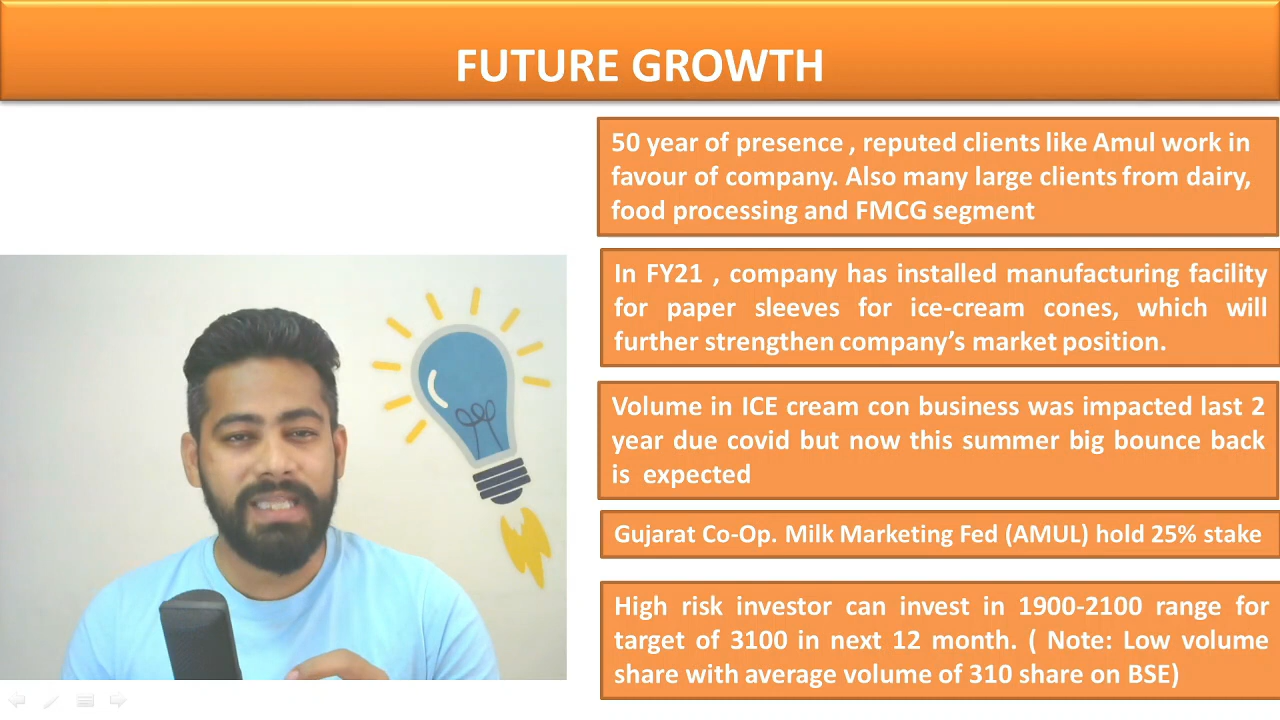 FUTURE GROWTH
50 year of presence , reputed clients like Amul work in
favour of company. Also many large clients from dairy,
food processing and FMCG segment
In FY21 , company has installed manufacturing facility
for paper sleeves for ice-cream cones, which will
further strengthen company’s market position.
Volume in ICE cream con business was impacted last 2
year due covid but now this summer big bounce back
is expected
Gujarat Co-Op. Milk Marketing Fed (AMUL) hold 25% stake
High risk investor can invest in 1900-2100 range for
target of 3100 in next 12 month. ( Note: Low volume
share with average volume of 310 share on BSE)